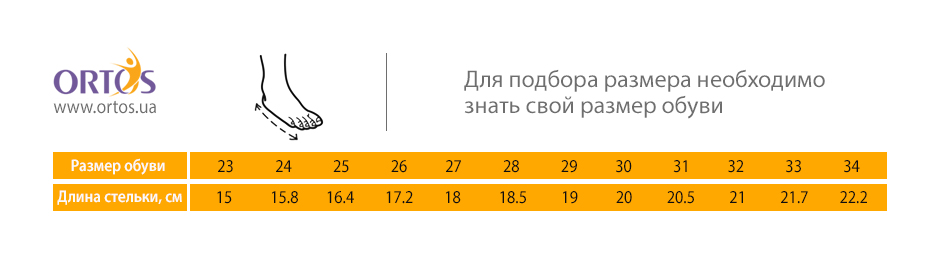 ORTOS
www.ortos.ua
Для подбора размера необходимо
знать свой размер обуви
Размер обуви 23 24 25 26 27 28 29 30 31 32 33 34
Длина стельки, см 15 15.8 16.4 17.2 18 18.5 19 20 20.5 21 21.7 22.2